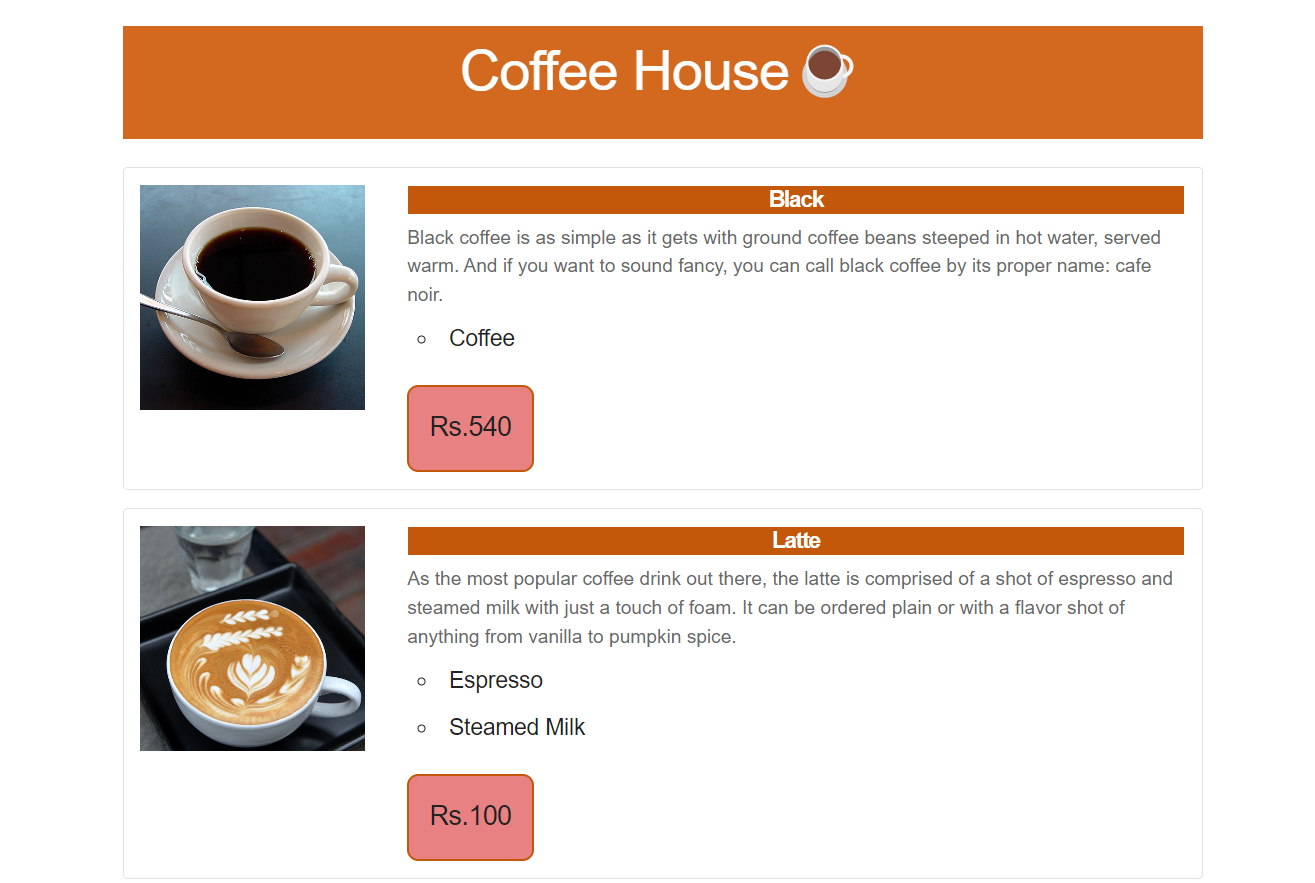 Coffee House ☕
Black
Black coffee is as simple as it gets with ground coffee beans steeped in hot water, served
warm. And if you want to sound fancy, you can call black coffee by its proper name: cafe
noir.
Coffee
Rs.540
Latte
As the most popular coffee drink out there, the latte is comprised of a shot of espresso and
steamed milk with just a touch of foam. It can be ordered plain or with a flavor shot of
anything from vanilla to pumpkin spice.
Espresso
Steamed Milk
Rs.100